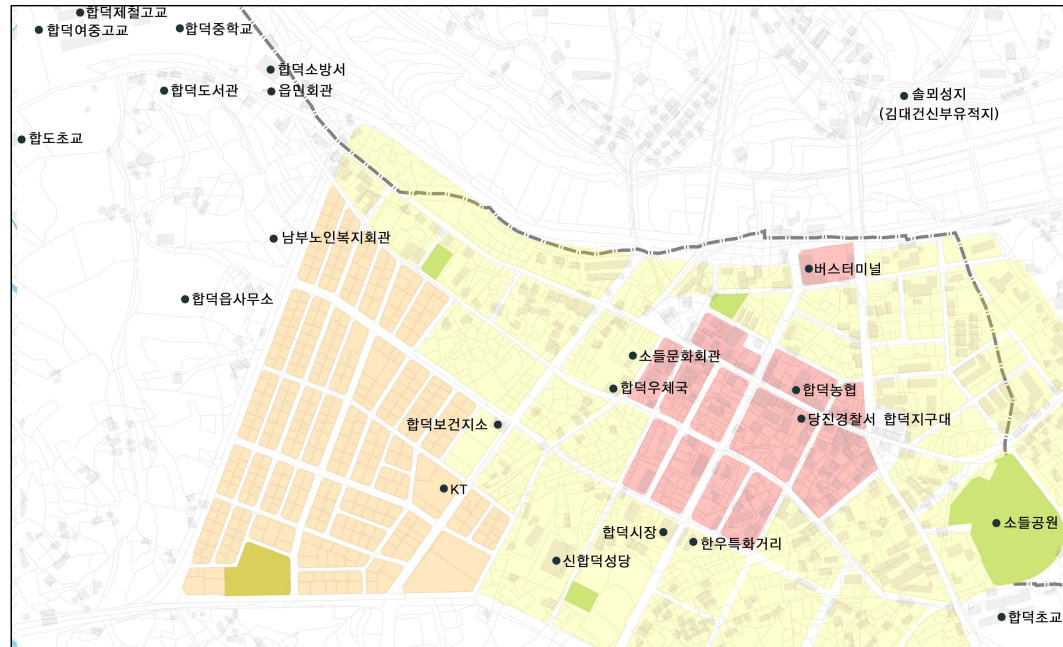 합덕제철고교
합덕여중고교
합덕중학교
합덕소방서
합덕도서관
읍민회관
솔뫼성지
(김대건신부유적지)
합도초교
남부노인복지회관
버스터미널
합덕읍사무소
소들문화회관
합덕우체국
합덕농협
당진경찰서 합덕지구대
합덕보건지소
KT
소들공원
합덕시장
한우특화거리
신합덕성당
합덕초교